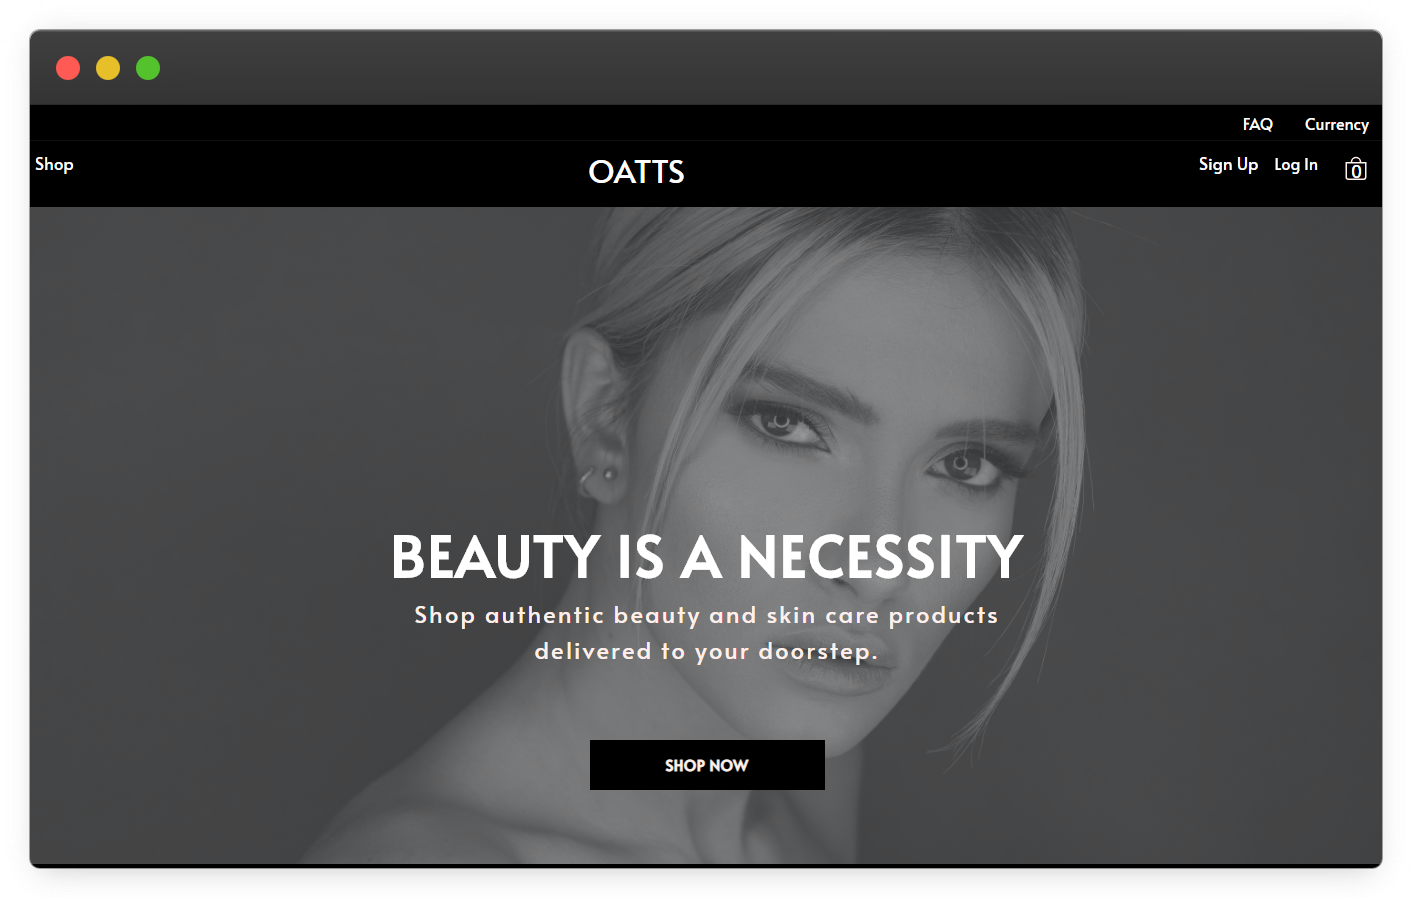 FAQ Currency
Shop OATTS Sign Up Log In 0
BEAUTY IS A NECESSITY
Shop authentic beauty and skin care products
delivered to your doorstep.
SHOP NOW